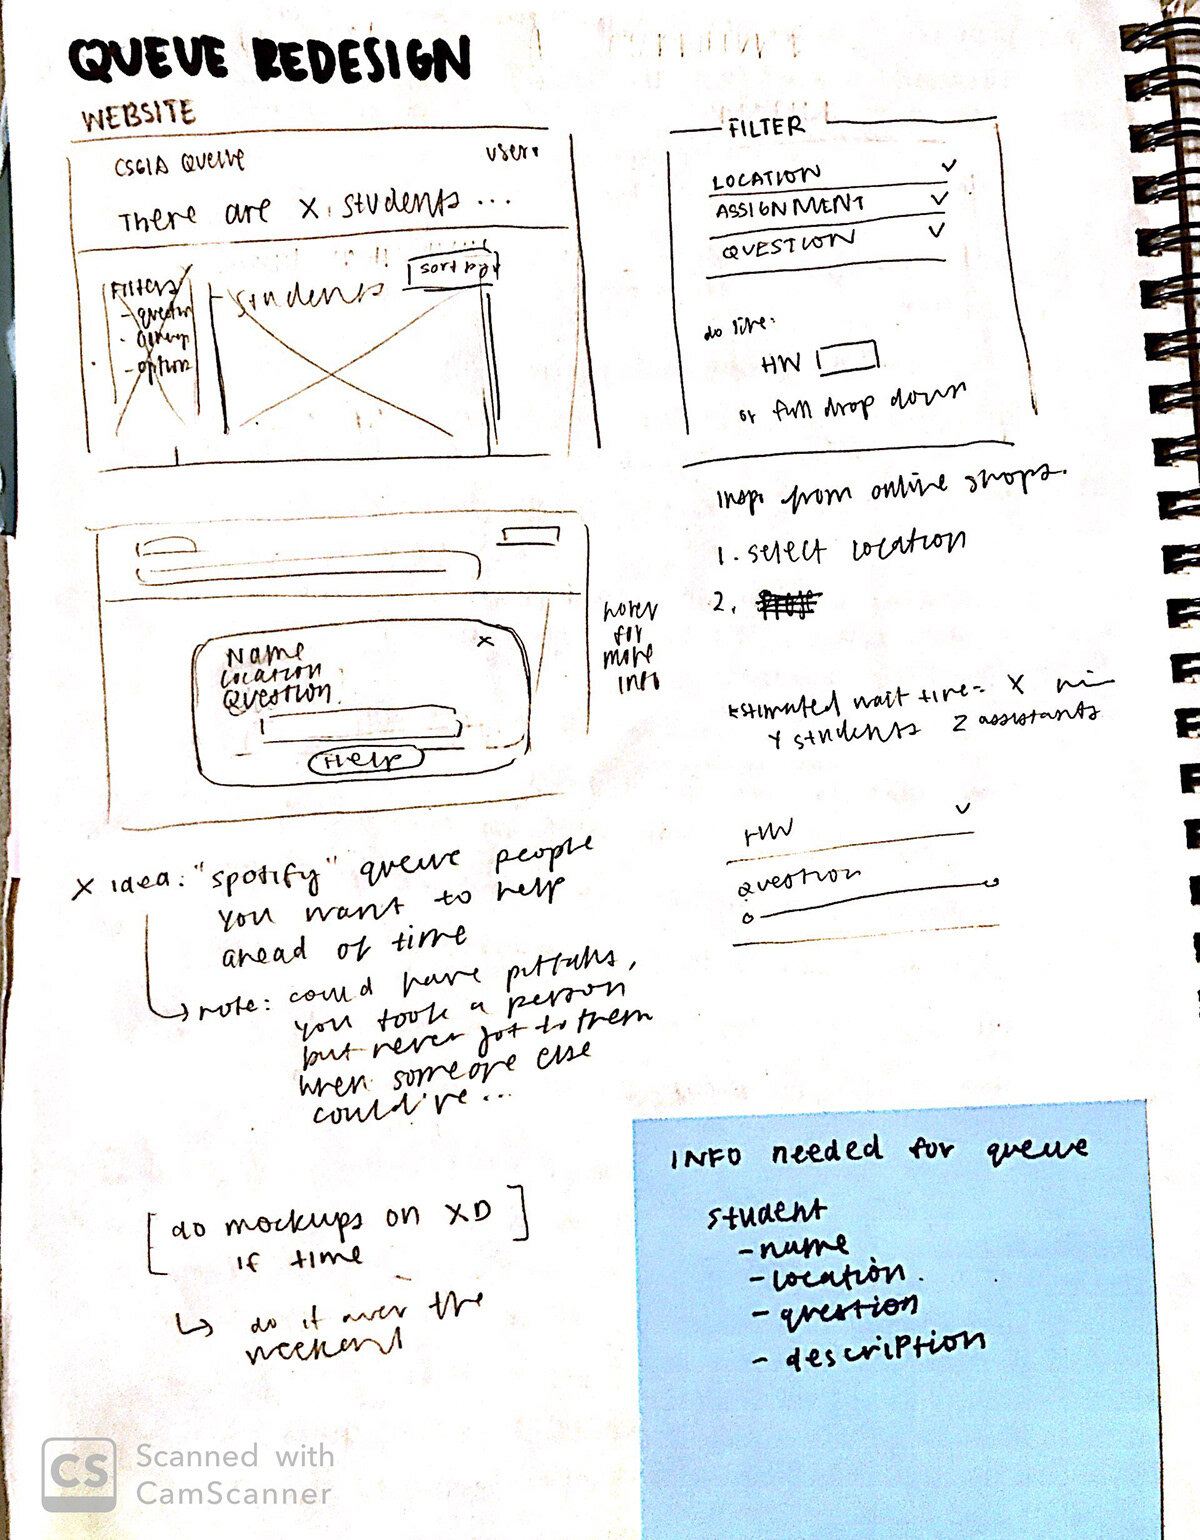 QUEUE REDESIGN
WEBSITE
CS61A QUEUE
user.
There are X students ...
Filters
- question
- option
Students
sort by
FILTER
LOCATION
ASSIGNMENT
QUESTION
do like:
HW
or full drop down
inspo from online shops.
1. select location
2.
Name
Location
Question
x
Help
hover
for
more
info
Estimated wait time = X min
Y students Z assistants
HW
question
X idea: "spotify" queue people
you want to help
ahead of time
note: could have pitfalls,
you took a person
but never got to them
when someone else
could've ...
[do mockups on XD]
if time
do it over the
weekend
INFO needed for queue
student
- name
- location
- question
- description
CS
Scanned with
CamScanner